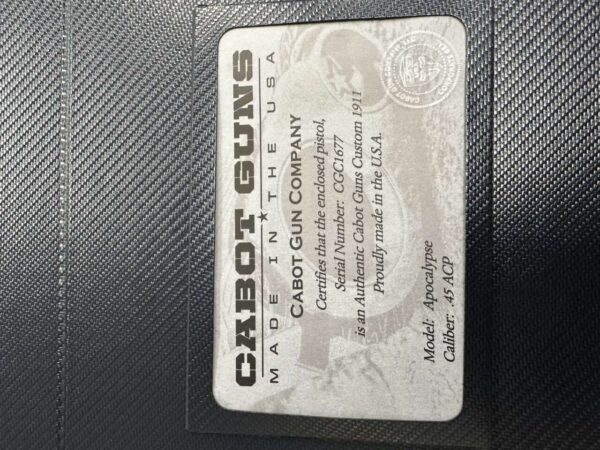 CABOT GUNS
MADE IN THE USA
CABOT GUN COMPANY
Certifies that the enclosed pistol,
Serial Number: CGC1677
is an Authentic Cabot Guns Custom 1911
Proudly made in the U.S.A.
Model: Apocalypse
Caliber: .45 ACP